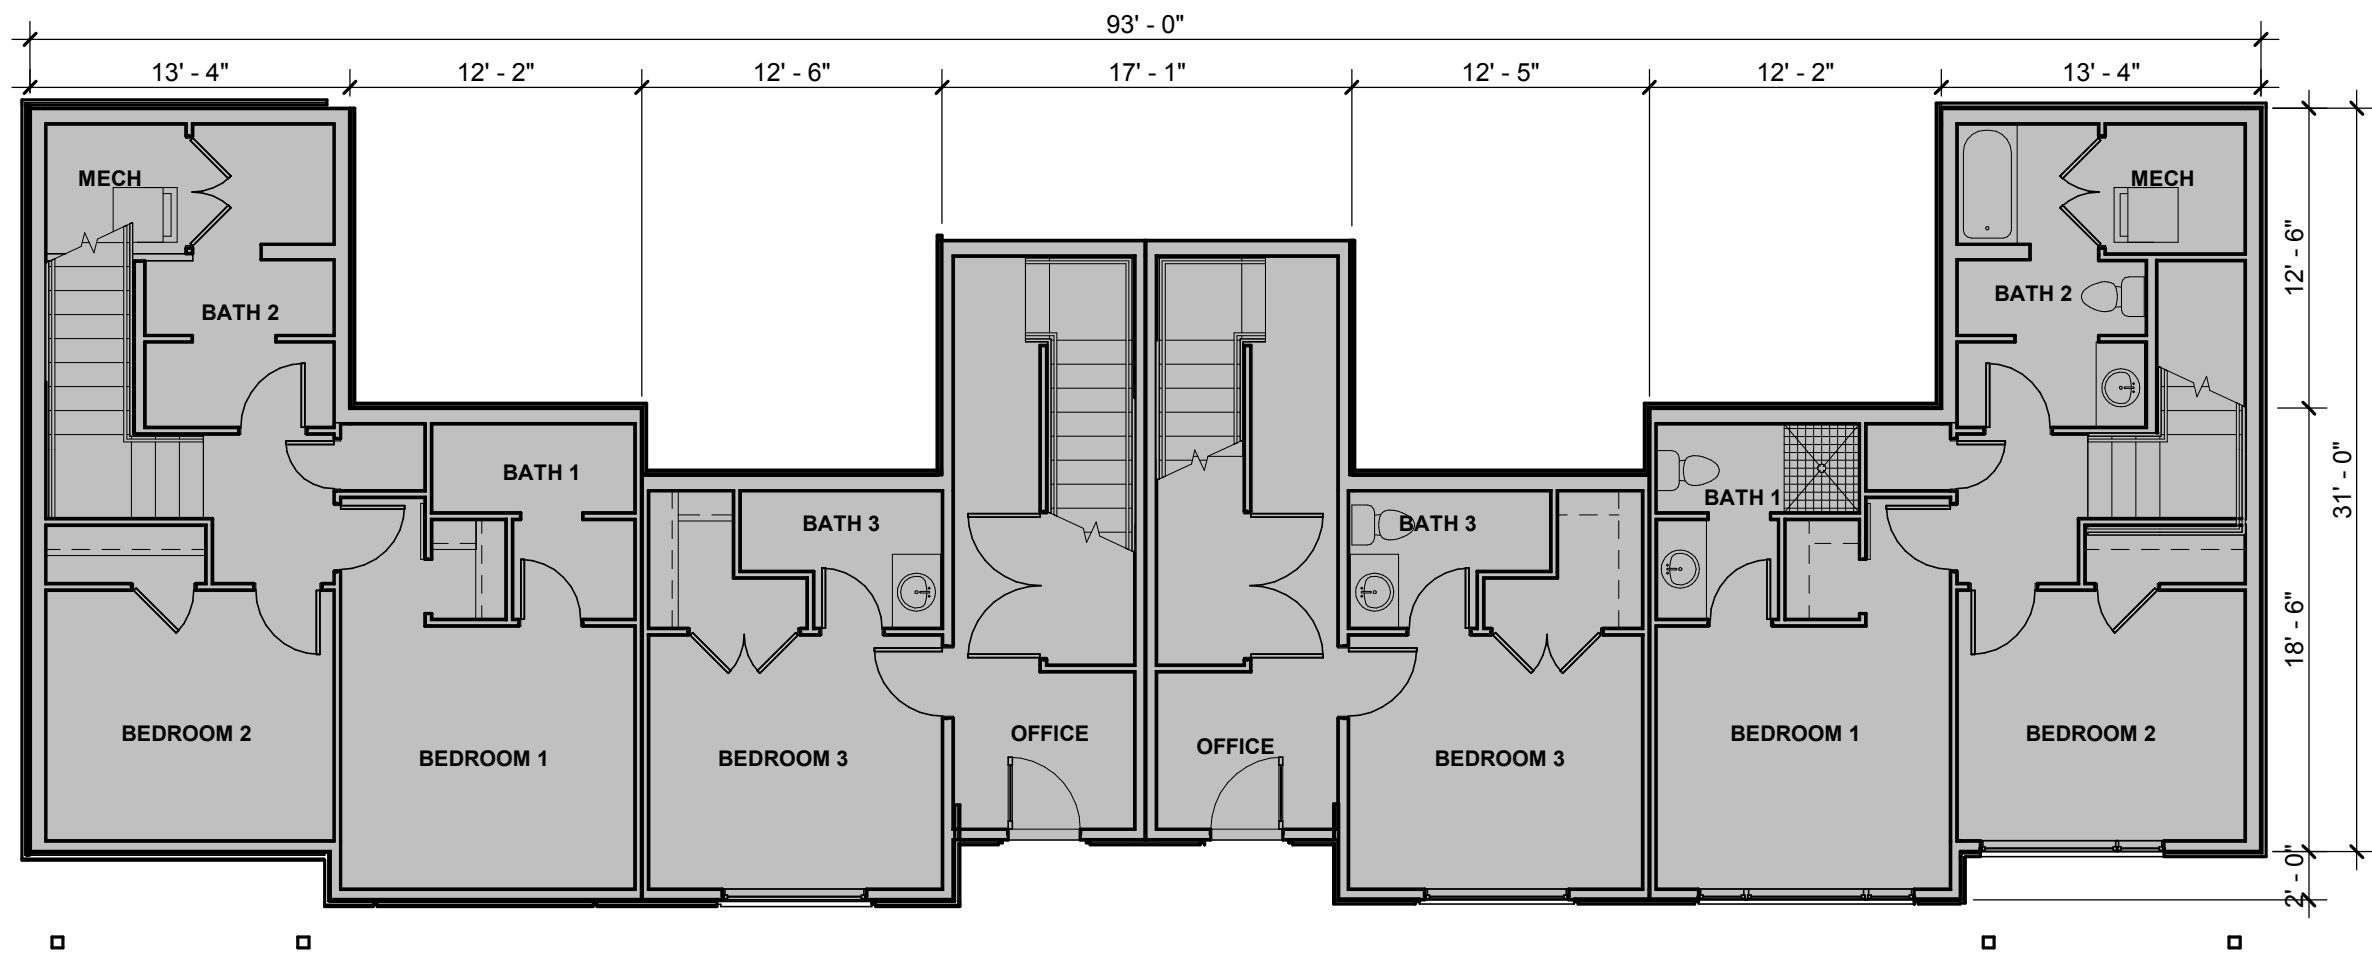 93' - 0"
13' - 4"
12' - 2"
12' - 6"
17' - 1"
12' - 5"
12' - 2"
13' - 4"
MECH
MECH
12' - 6"
BATH 2
BATH 2
BATH 1
BATH 1
BATH 3
BATH 3
31' - 0"
18' - 6"
BEDROOM 2
BEDROOM 1
BEDROOM 3
OFFICE
OFFICE
BEDROOM 3
BEDROOM 1
BEDROOM 2
2' - 0"